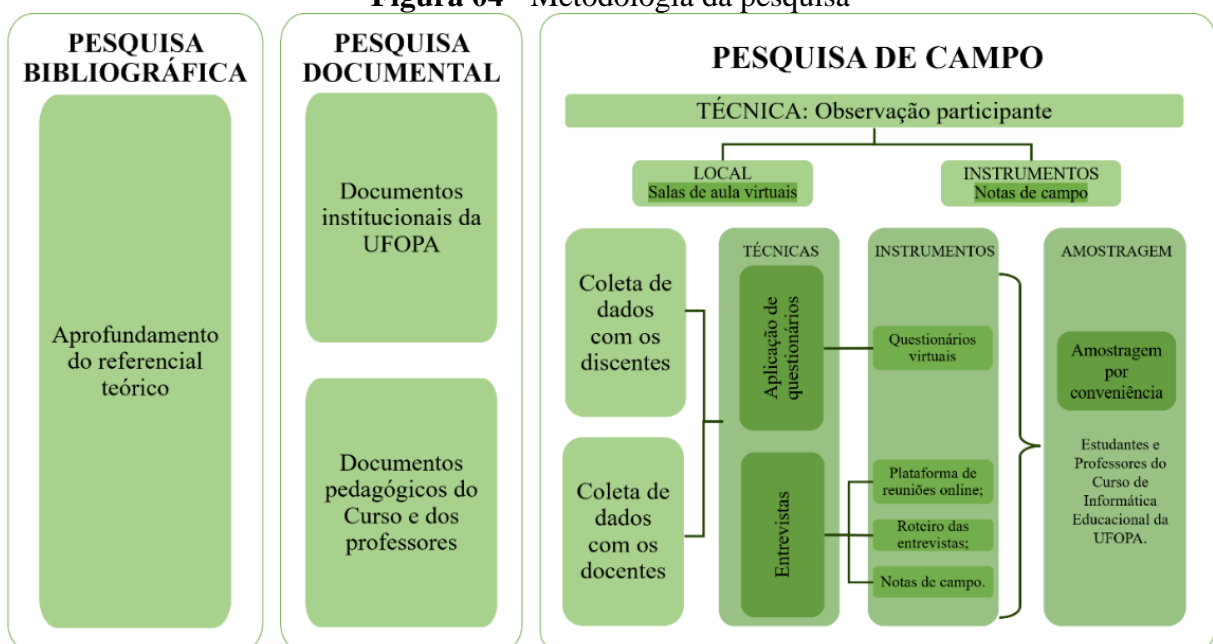 Figura 04 - Metodologia da pesquisa
PESQUISA
BIBLIOGRÁFICA
Aprofundamento
do referencial
teórico
PESQUISA
DOCUMENTAL
Documentos
institucionais da
UFOPA
Documentos
pedagógicos do
Curso e dos
professores
PESQUISA DE CAMPO
TÉCNICA: Observação participante
LOCAL
Salas de aula virtuais
INSTRUMENTOS
Notas de campo
Coleta de
dados
com os
discentes
Coleta de
dados
com os
docentes
TÉCNICAS
Aplicação de
questionários
Entrevistas
INSTRUMENTOS
Questionários
virtuais
Plataforma de
reuniões online;
Roteiro das
entrevistas;
Notas de campo.
AMOSTRAGEM
Amostragem
por
conveniência
Estudantes e
Professores do
Curso de
Informática
Educacional da
UFOPA.